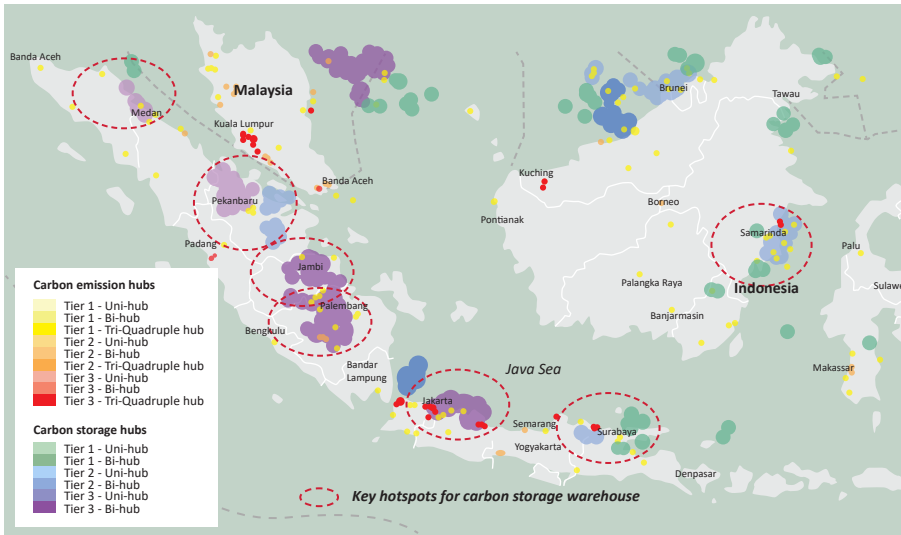 Banda Aceh
Medan
Malaysia
Kuala Lumpur
Banda Aceh
Pekanbaru
Padang
Jambi
Palembang
Bengkulu
Bandar
Lampung
Jakarta
Java Sea
Semarang
Yogyakarta
Surabaya
Denpasar
Brunei
Tawau
Kuching
Pontianak
Borneo
Samarinda
Palu
Palangka Raya
Indonesia
Sulawe
Banjarmasin
Makassar
Carbon emission hubs
Tier 1 - Uni-hub
Tier 1 - Bi-hub
Tier 1 - Tri-Quadruple hub
Tier 2 - Uni-hub
Tier 2 - Bi-hub
Tier 2 - Tri-Quadruple hub
Tier 3 - Uni-hub
Tier 3 - Bi-hub
Tier 3 - Tri-Quadruple hub
Carbon storage hubs
Tier 1 - Uni-hub
Tier 1 - Bi-hub
Tier 2 - Uni-hub
Tier 2 - Bi-hub
Tier 3 - Uni-hub
Tier 3 - Bi-hub
Key hotspots for carbon storage warehouse